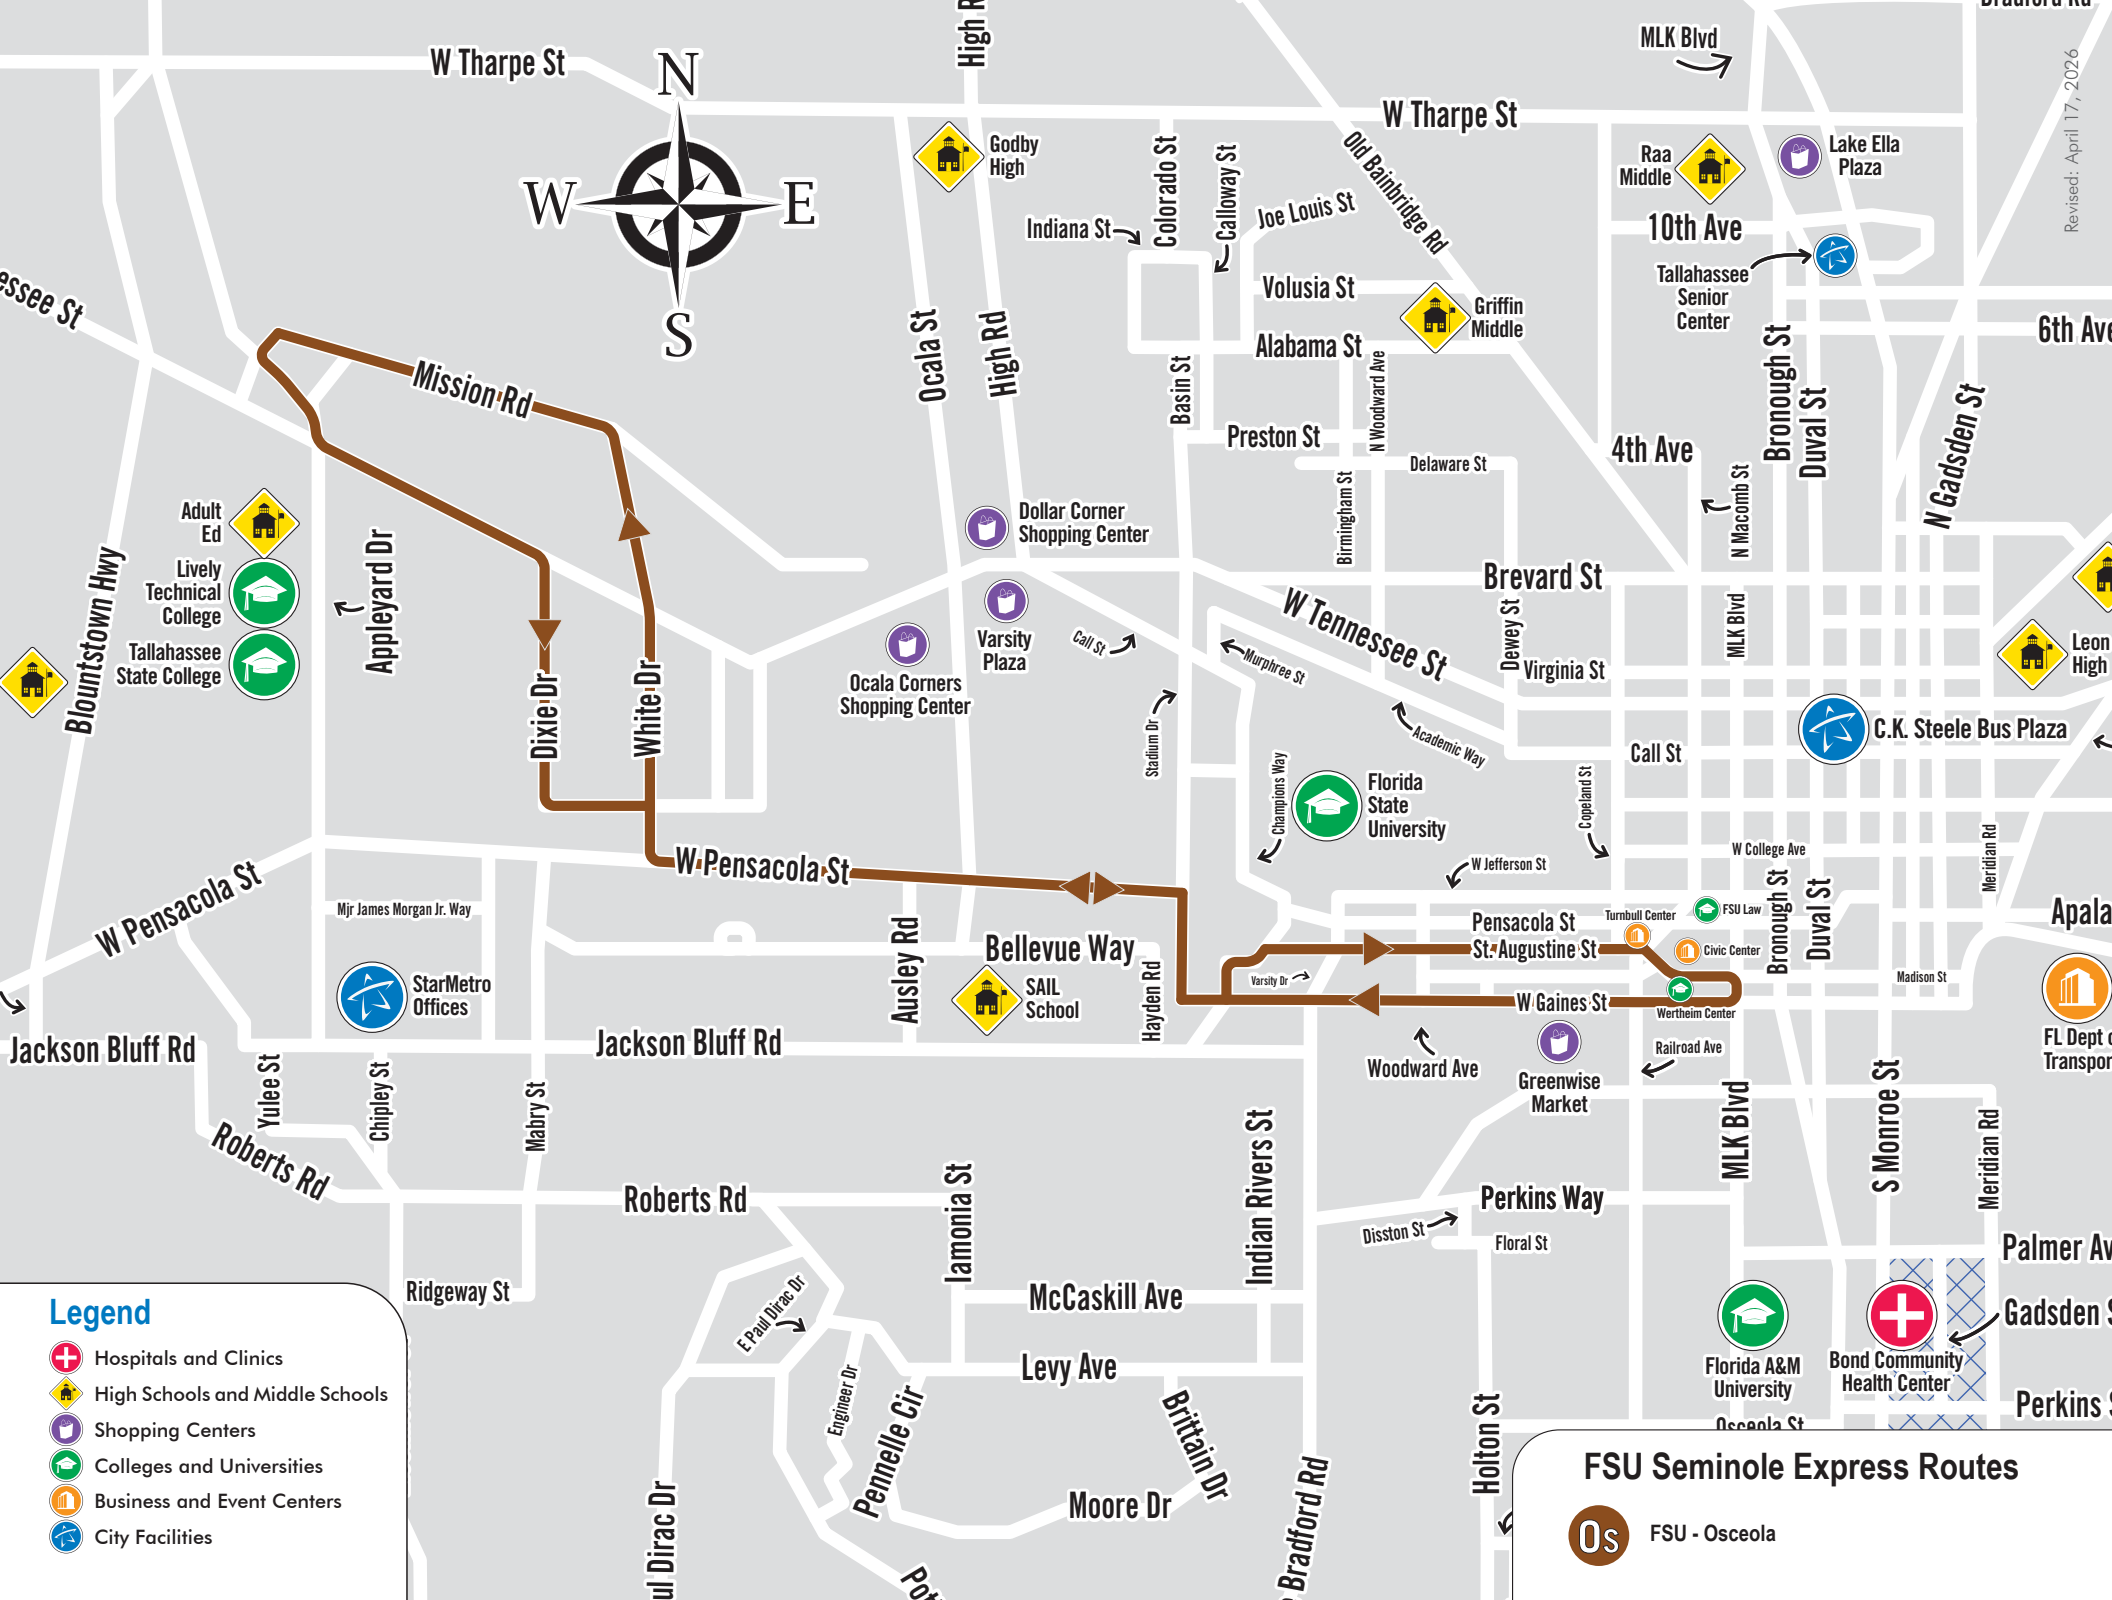 W Tharpe St
High R
MLK Blvd
Bradford Rd
Revised: April 17, 2026
N
W
E
S
W Tharpe St
Godby
High
Colorado St
Calloway St
Indiana St
Joe Louis St
Old Bainbridge Rd
Raa
Middle
Lake Ella
Plaza
10th Ave
Tallahassee
Senior
Center
Volusia St
Griffin
Middle
Alabama St
6th Ave
essee St
Mission Rd
Ocala St
High Rd
Basin St
N Woodward Ave
Preston St
Delaware St
Birmingham St
4th Ave
N Macomb St
Bronough St
Duval St
N Gadsden St
Adult
Ed
Lively
Technical
College
Tallahassee
State College
Blountstown Hwy
Appleyard Dr
Dollar Corner
Shopping Center
Varsity
Plaza
Ocala Corners
Shopping Center
Call St
Murphree St
Brevard St
W Tennessee St
Dewey St
Virginia St
MLK Blvd
Leon
High
Dixie Dr
White Dr
Stadium Dr
Academic Way
Champions Way
Call St
C.K. Steele Bus Plaza
Florida
State
University
Copeland St
W College Ave
Meridian Rd
W Jefferson St
W Pensacola St
W Pensacola St
Mjr James Morgan Jr. Way
StarMetro
Offices
Ausley Rd
Bellevue Way
SAIL
School
Hayden Rd
Pensacola St
St. Augustine St
Varsity Dr
W Gaines St
Turnbull Center
FSU Law
Civic Center
Wertheim Center
Bronough St
Duval St
Madison St
Apala
FL Dept o
Transpor
Jackson Bluff Rd
Jackson Bluff Rd
Woodward Ave
Greenwise
Market
Railroad Ave
Yulee St
Chipley St
Mabry St
Roberts Rd
Roberts Rd
Iamonia St
Indian Rivers St
MLK Blvd
S Monroe St
Meridian Rd
Perkins Way
Disston St
Floral St
Palmer Av
Ridgeway St
E Paul Dirac Dr
McCaskill Ave
Levy Ave
Engineer Dr
Pennelle Cir
Brittain Dr
Moore Dr
ul Dirac Dr
Pot
Bradford Rd
Holton St
Florida A&M
University
Bond Community
Health Center
Gadsden S
Perkins S
Osceola St
Legend
Hospitals and Clinics
High Schools and Middle Schools
Shopping Centers
Colleges and Universities
Business and Event Centers
City Facilities
FSU Seminole Express Routes
Os
FSU - Osceola